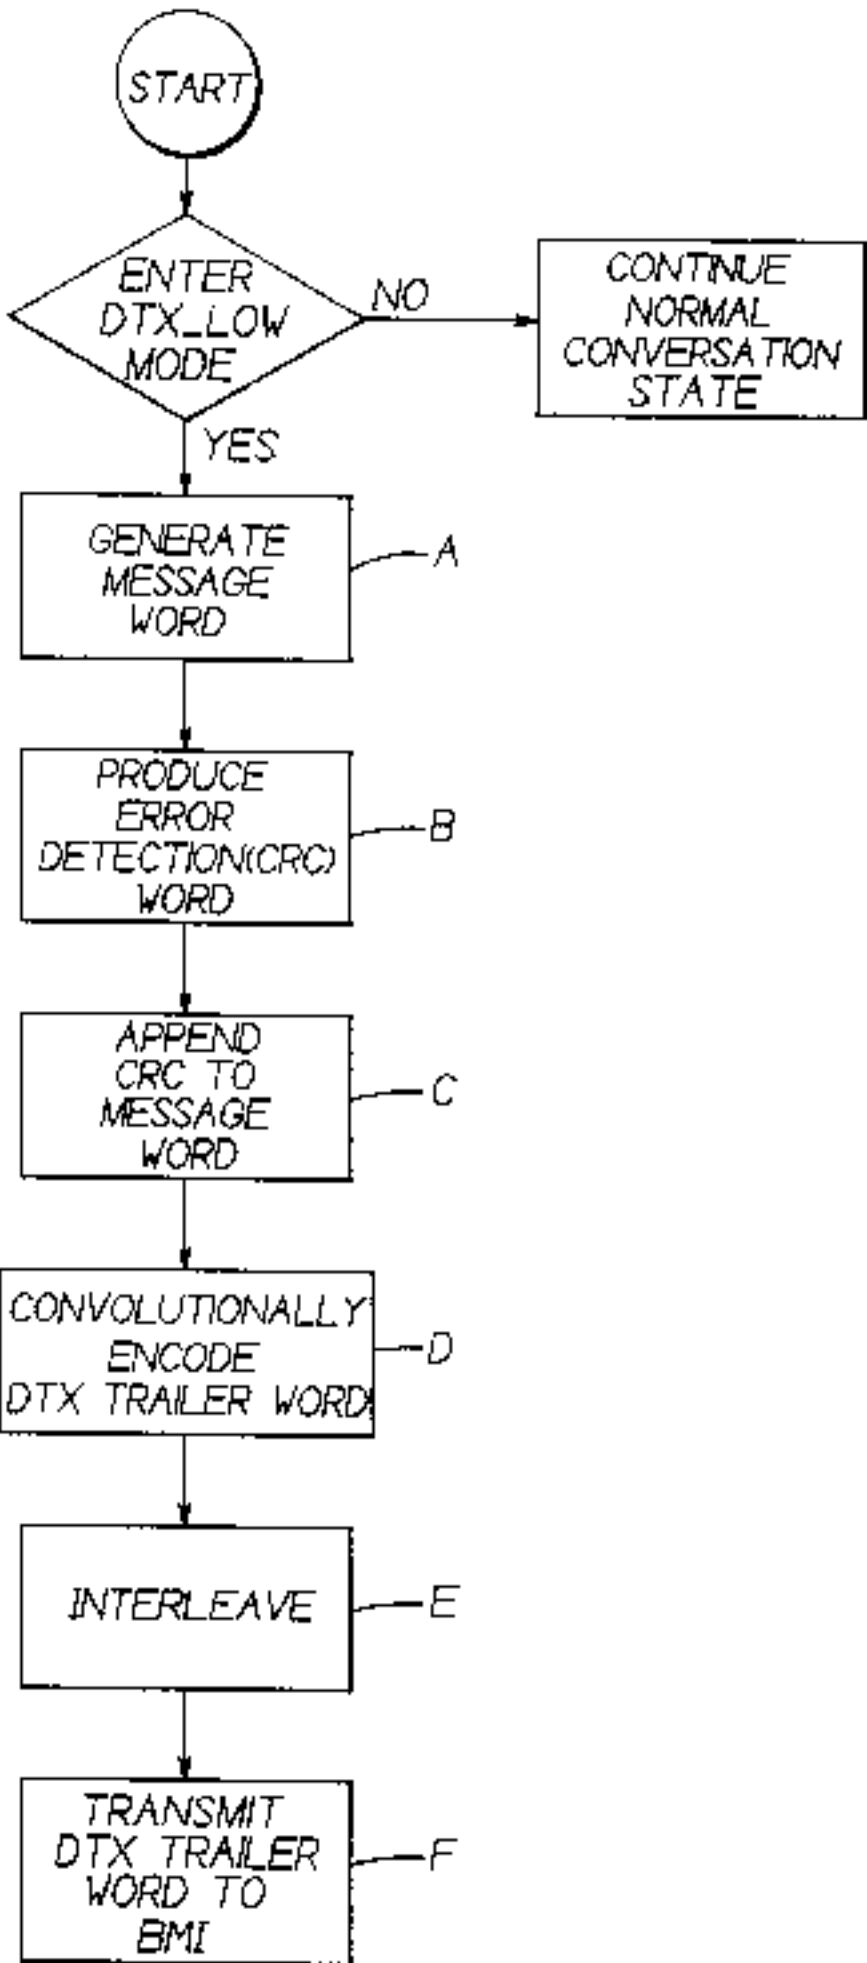 START
ENTER
DTX_LOW
MODE
NO
CONTINUE
NORMAL
CONVERSATION
STATE
YES
GENERATE
MESSAGE
WORD
A
PRODUCE
ERROR
DETECTION(CRC)
WORD
B
APPEND
CRC TO
MESSAGE
WORD
C
CONVOLUTIONALLY
ENCODE
DTX TRAILER WORD
D
INTERLEAVE
E
TRANSMIT
DTX TRAILER
WORD TO
BMI
F